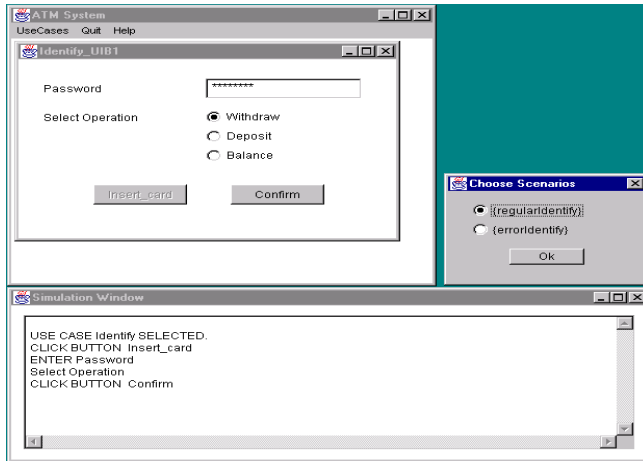 ATM System
UseCases Quit Help
Identify_UIB1
Password ********
Select Operation Withdraw
Deposit
Balance
Insert_card Confirm
Choose Scenarios
{regularIdentify}
{errorIdentify}
Ok
Simulation Window
USE CASE Identify SELECTED.
CLICK BUTTON Insert_card
ENTER Password
Select Operation
CLICK BUTTON Confirm